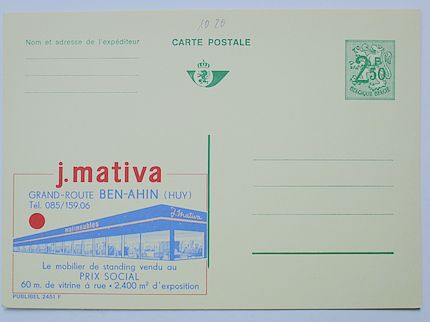 10 20
Nom et adresse de l'expéditeur
CARTE POSTALE
2 F
50
BELGIQUE-BELGIË
j.mativa
GRAND-ROUTE BEN-AHIN (HUY)
Tél. 085/159.06
matimeubles
J. Mativa
Le mobilier de standing vendu au
PRIX SOCIAL
60 m. de vitrine à rue - 2.400 m² d'exposition
PUBLIBEL 2451 F